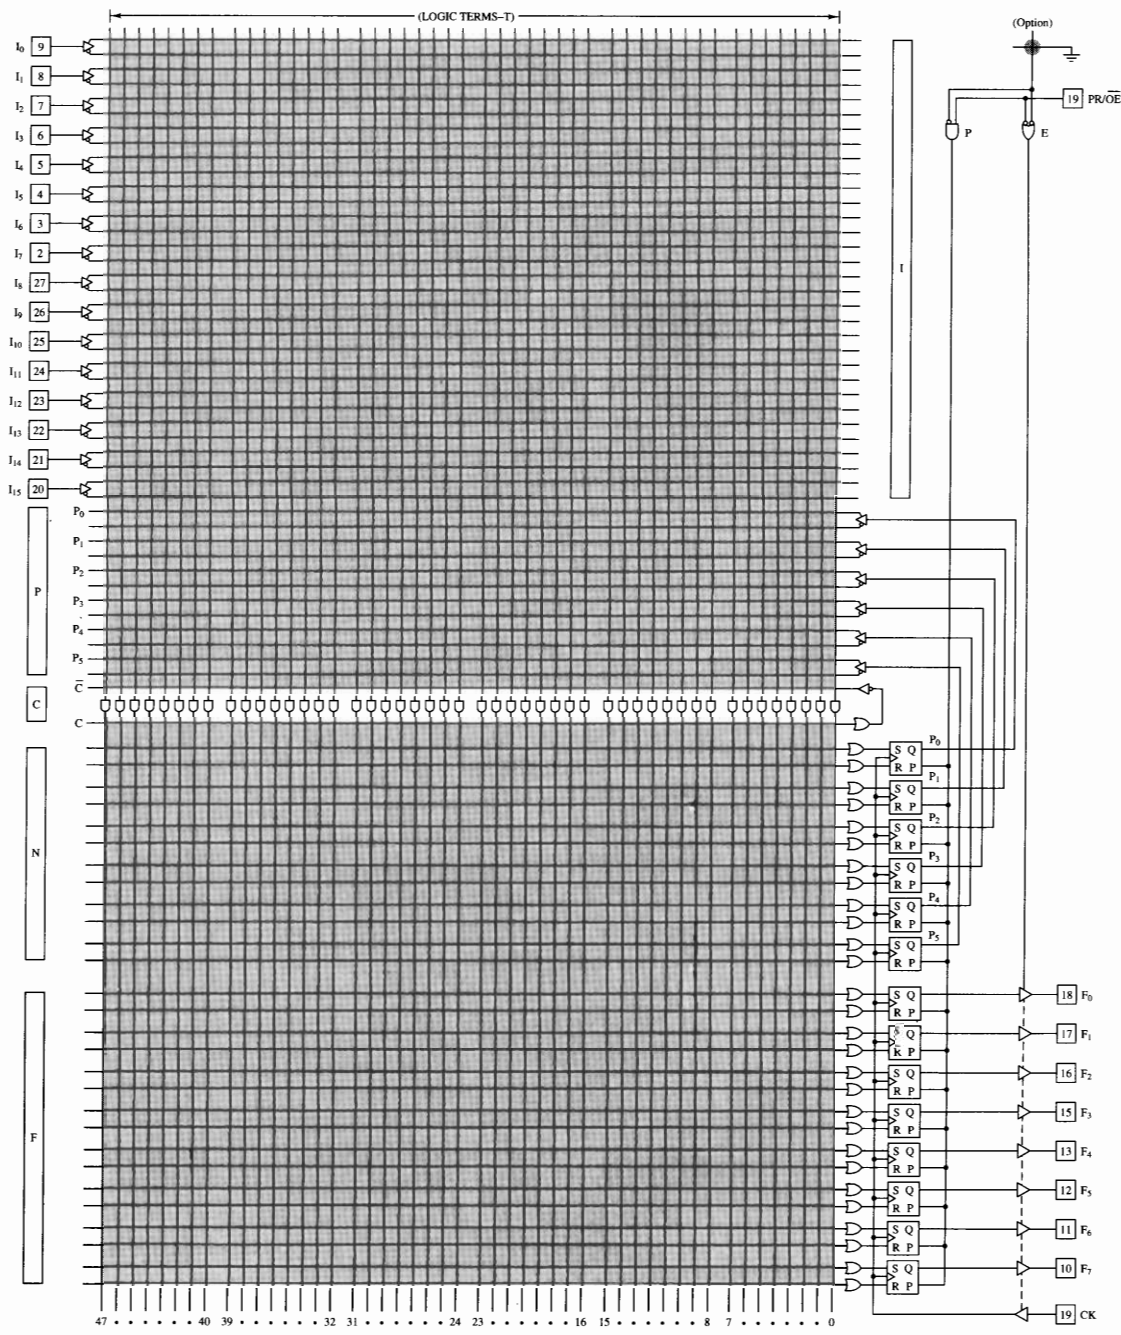 (LOGIC TERMS–T)
(Option)
I₀ 9
I₁ 8
I₂ 7
I₃ 6
I₄ 5
I₅ 4
I₆ 3
I₇ 2
I₈ 27
I₉ 26
I₁₀ 25
I₁₁ 24
I₁₂ 23
I₁₃ 22
I₁₄ 21
I₁₅ 20
19 PR/O̅E̅
P E
I
P
P₀
P₁
P₂
P₃
P₄
P₅
C̅
C
C
N
F
S Q P₀
R P
S Q P₁
R P
S Q P₂
R P
S Q P₃
R P
S Q P₄
R P
S Q P₅
R P
S Q 18 F₀
R P
S Q 17 F₁
R P
S Q 16 F₂
R P
S Q 15 F₃
R P
S Q 13 F₄
R P
S Q 12 F₅
R P
S Q 11 F₆
R P
S Q 10 F₇
R P
19 CK
47 • • • • • • 40 39 • • • • • • 32 31 • • • • • • 24 23 • • • • • • 16 15 • • • • • • 8 7 • • • • • • 0